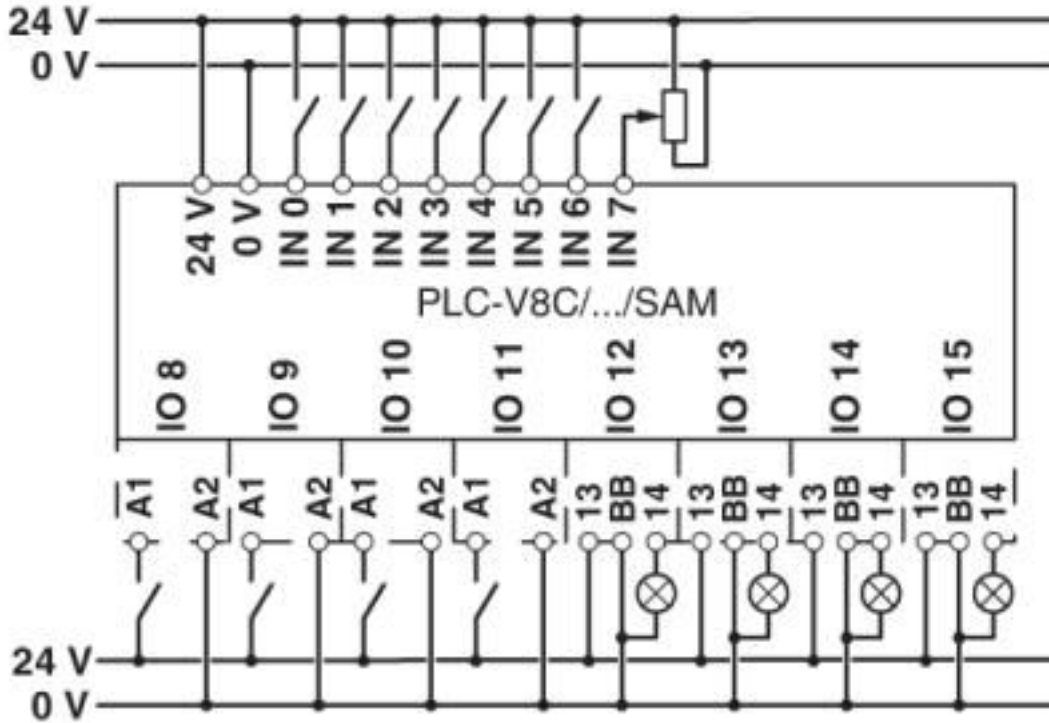 24 V
0 V
24 V
0 V
IN 0
IN 1
IN 2
IN 3
IN 4
IN 5
IN 6
IN 7
PLC-V8C/.../SAM
IO 8
IO 9
IO 10
IO 11
IO 12
IO 13
IO 14
IO 15
A1
A2
A1
A2
A1
A2
A1
A2
13
BB
14
13
BB
14
13
BB
14
13
BB
14
24 V
0 V